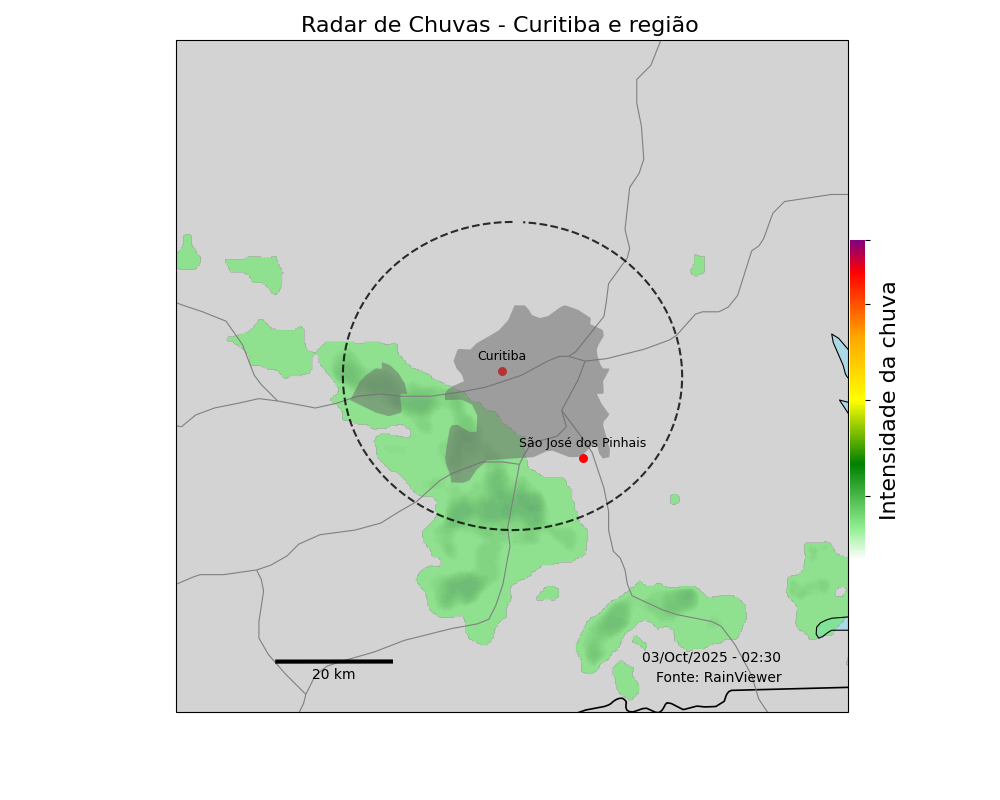 Radar de Chuvas - Curitiba e região
Curitiba
São José dos Pinhais
Intensidade da chuva
03/Oct/2025 - 02:30
20 km
Fonte: RainViewer